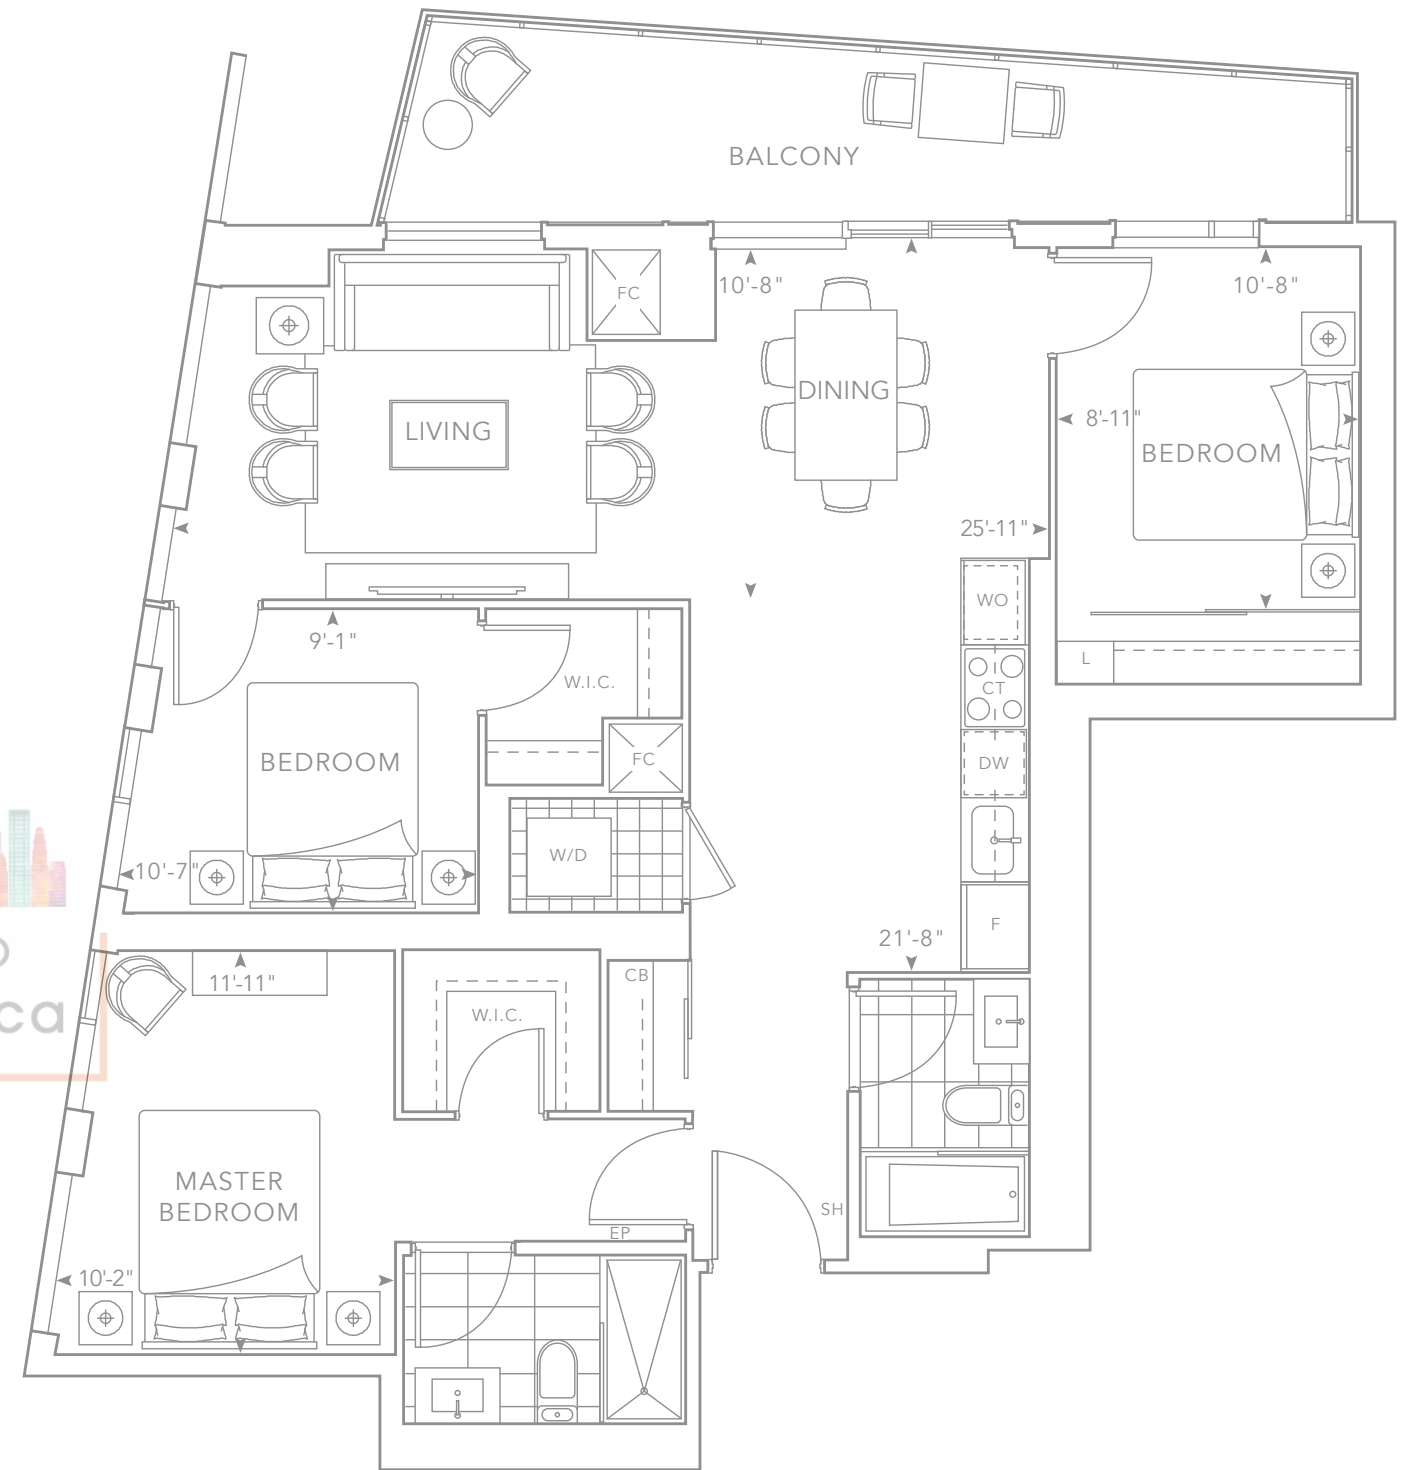 BALCONY
FC
10'-8"
10'-8"
DINING
LIVING
8'-11"
BEDROOM
25'-11"
WO
9'-1"
L
W.I.C.
CT
BEDROOM
FC
DW
W/D
10'-7"
F
21'-8"
CB
11'-11"
ca
W.I.C.
MASTER
BEDROOM
SH
EP
10'-2"